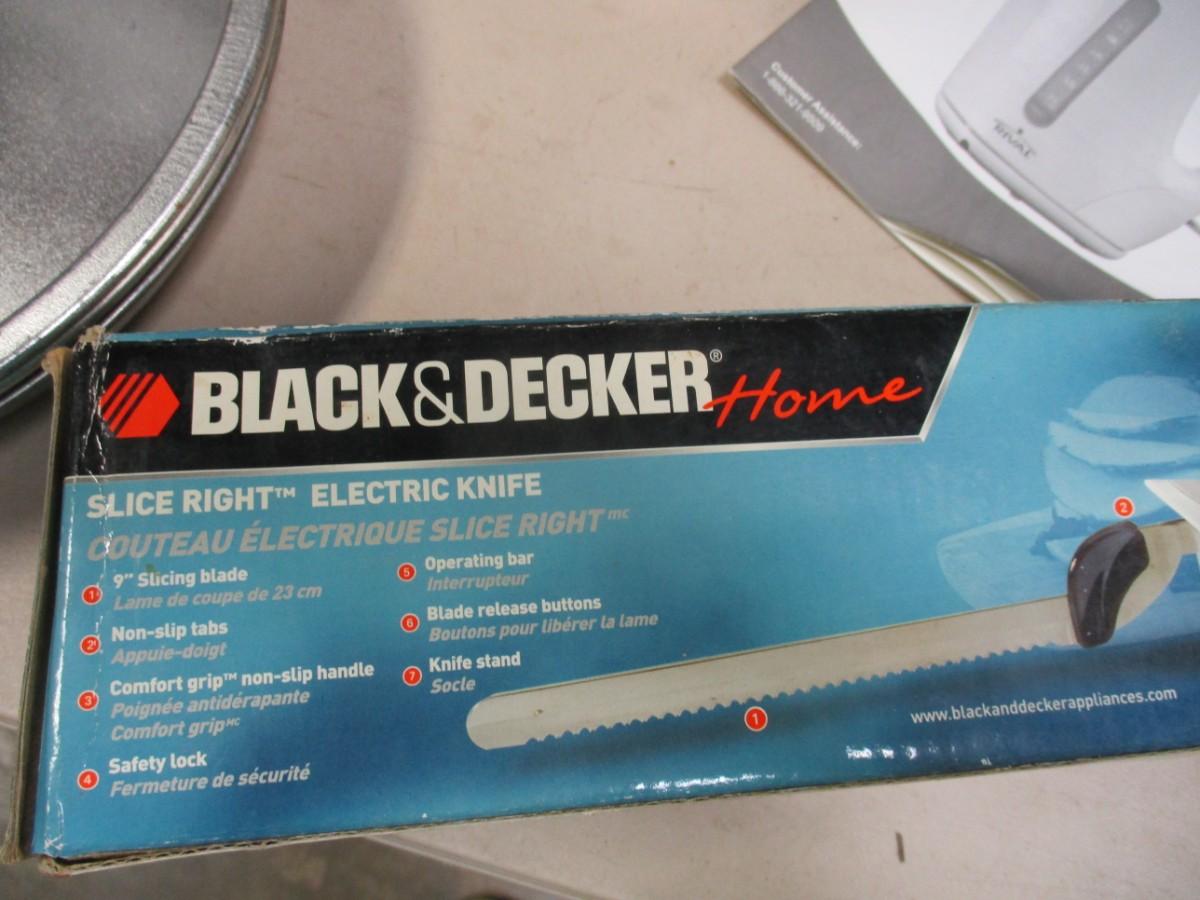 Customer Assistance:
RIVAL
BLACK&DECKER® Home
SLICE RIGHT™ ELECTRIC KNIFE
COUTEAU ÉLECTRIQUE SLICE RIGHT MC
1 9" Slicing blade
Lame de coupe de 23 cm
2 Non-slip tabs
Appuie-doigt
3 Comfort grip™ non-slip handle
Poignée antidérapante
Comfort grip MC
4 Safety lock
Fermeture de sécurité
5 Operating bar
Interrupteur
6 Blade release buttons
Boutons pour libérer la lame
7 Knife stand
Socle
2
1
www.blackanddeckerappliances.com